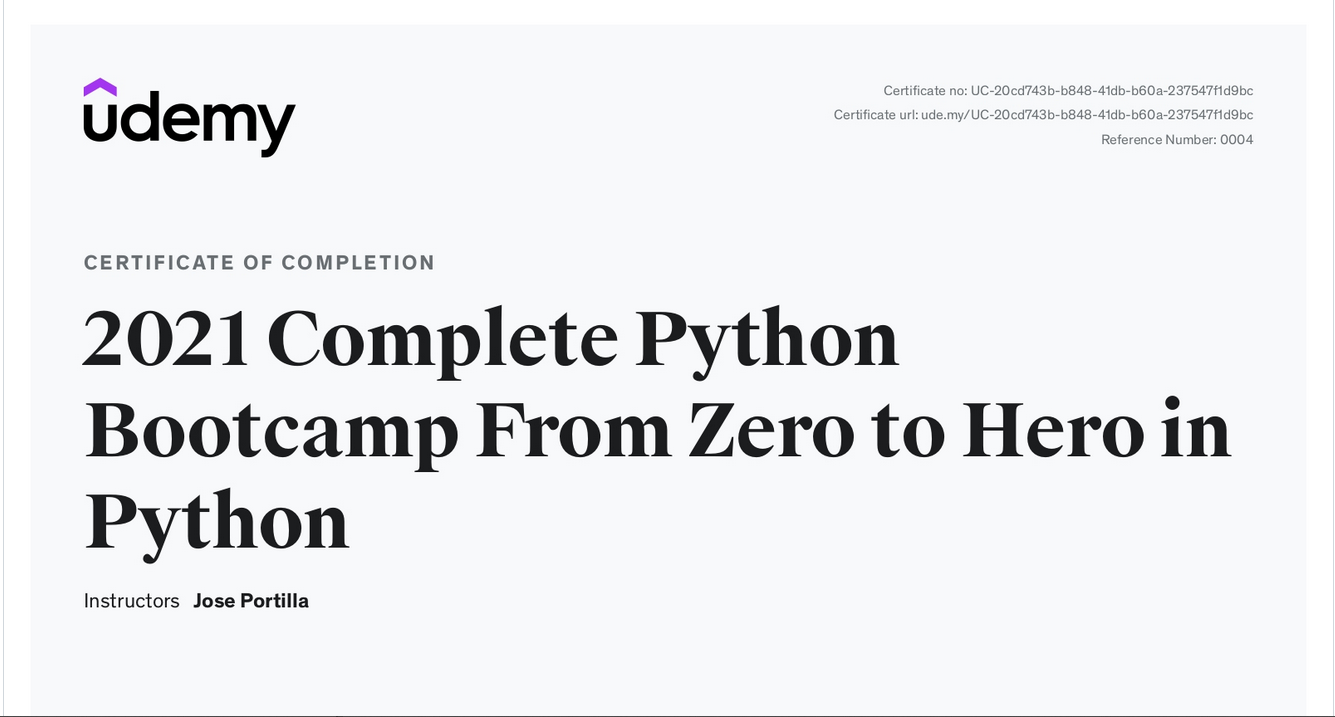 udemy
Certificate no: UC-20cd743b-b848-41db-b60a-237547f1d9bc
Certificate url: ude.my/UC-20cd743b-b848-41db-b60a-237547f1d9bc
Reference Number: 0004
CERTIFICATE OF COMPLETION
2021 Complete Python
Bootcamp From Zero to Hero in
Python
Instructors Jose Portilla